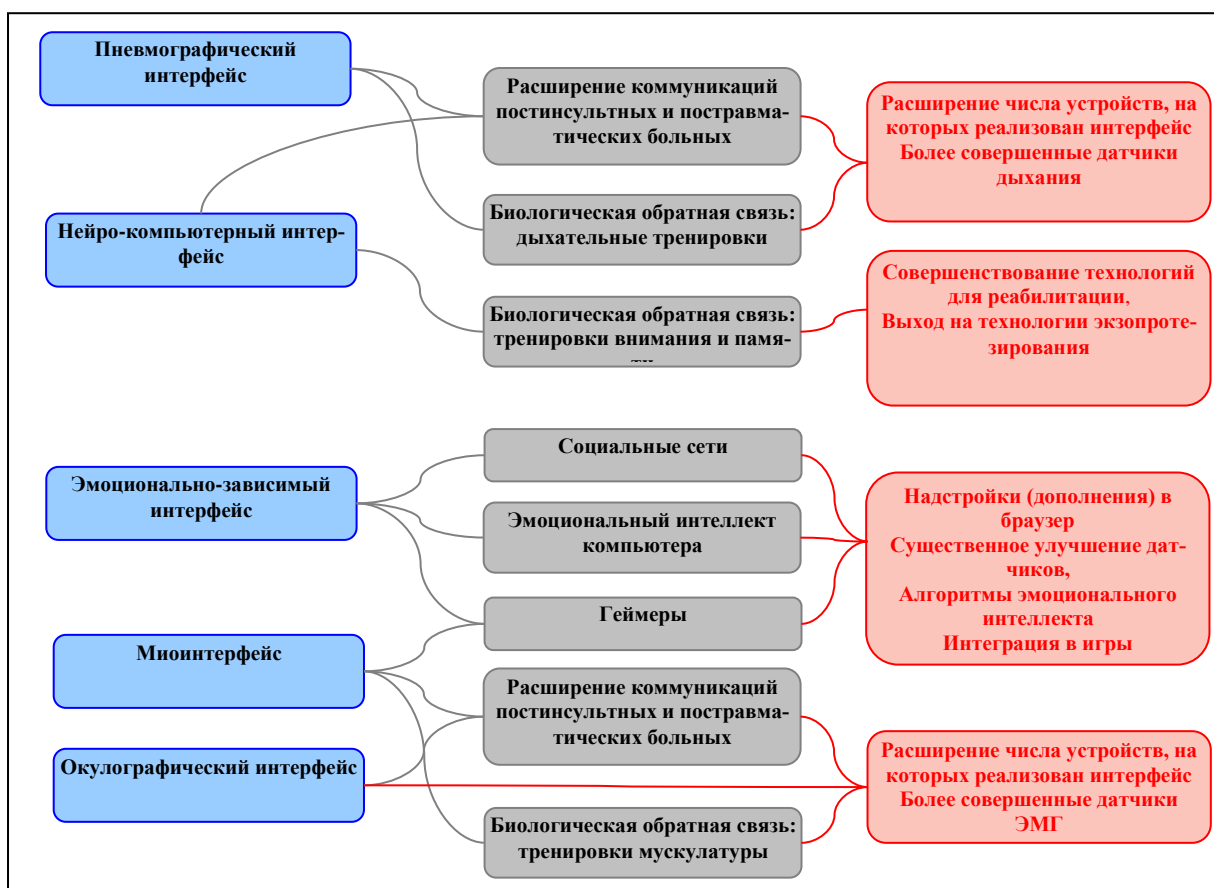 Пневмографический
интерфейс
Нейро-компьютерный интер-
фейс
Эмоционально-зависимый
интерфейс
Миоинтерфейс
Окулографический интерфейс
Расширение коммуникаций
постинсультных и постравма-
тических больных
Биологическая обратная связь:
дыхательные тренировки
Биологическая обратная связь:
тренировки внимания и памя-
ти
Социальные сети
Эмоциональный интеллект
компьютера
Геймеры
Расширение коммуникаций
постинсультных и постравма-
тических больных
Биологическая обратная связь:
тренировки мускулатуры
Расширение числа устройств, на
которых реализован интерфейс
Более совершенные датчики
дыхания
Совершенствование технологий
для реабилитации,
Выход на технологии экзопроте-
зирования
Надстройки (дополнения) в
браузер
Существенное улучшение дат-
чиков,
Алгоритмы эмоционального
интеллекта
Интеграция в игры
Расширение числа устройств, на
которых реализован интерфейс
Более совершенные датчики
ЭМГ